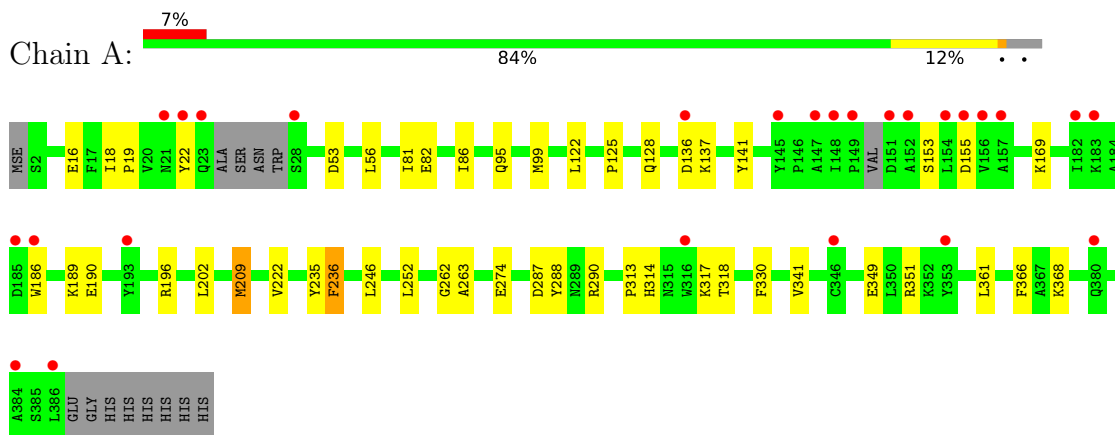 7%
Chain A:
84% 12% • •
MSE S2 E16 F17 I18 P19 V20 N21 Y22 Q23 ALA SER ASN TRP S28 D53 L56 I81 E82 I86 Q95 M99 L122 P125 Q128 D136 K137 Y141 Y145 P146 A147 I148 P149 VAL D151 A152 S153 L154 D155 V156 A157 K169 I182 K183 A184
D185 W186 K189 E190 Y193 R196 L202 M209 V222 Y235 F236 L246 L252 G262 A263 E274 D287 Y288 N289 R290 P313 H314 N315 W316 K317 T318 F330 V341 C346 E349 L350 R351 K352 Y353 L361 F366 A367 K368 Q380
A384 S385 L386 GLU GLY HIS HIS HIS HIS HIS HIS